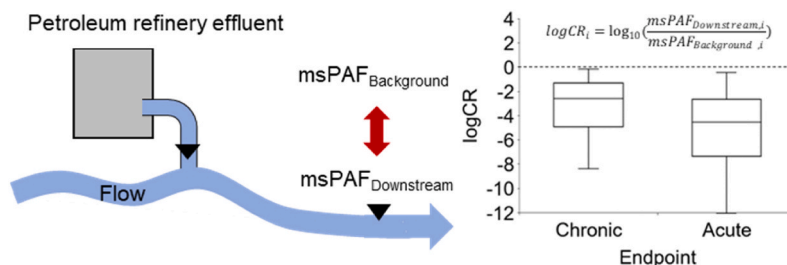 Petroleum refinery effluent
msPAF_Background
Flow
msPAF_Downstream
logCR_i = log_10(msPAF_Downstream,i / msPAF_Background ,i)
logCR
4
2
0
-2
-4
-6
-8
-10
-12
Chronic
Acute
Endpoint